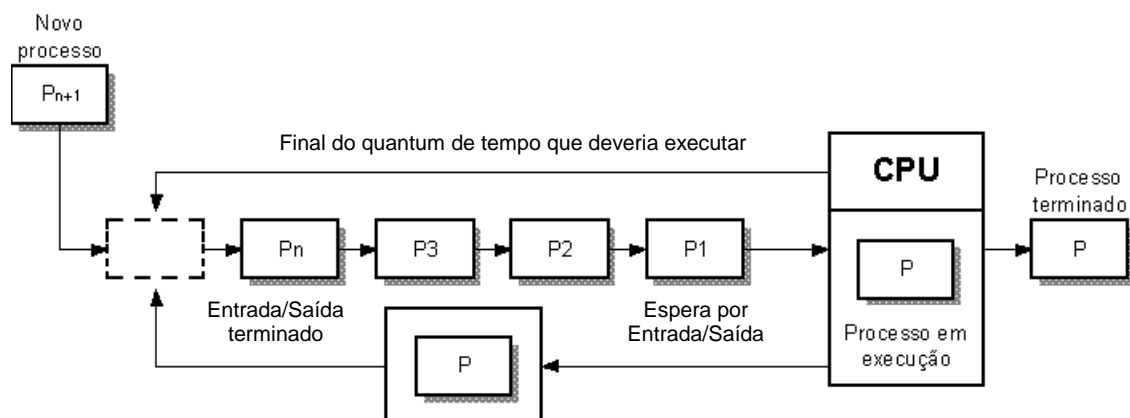 Novo
processo
Pn+1
Final do quantum de tempo que deveria executar
CPU
Processo
terminado
Pn
P3
P2
P1
P
P
Entrada/Saída
terminado
Espera por
Entrada/Saída
Processo em
execução
P